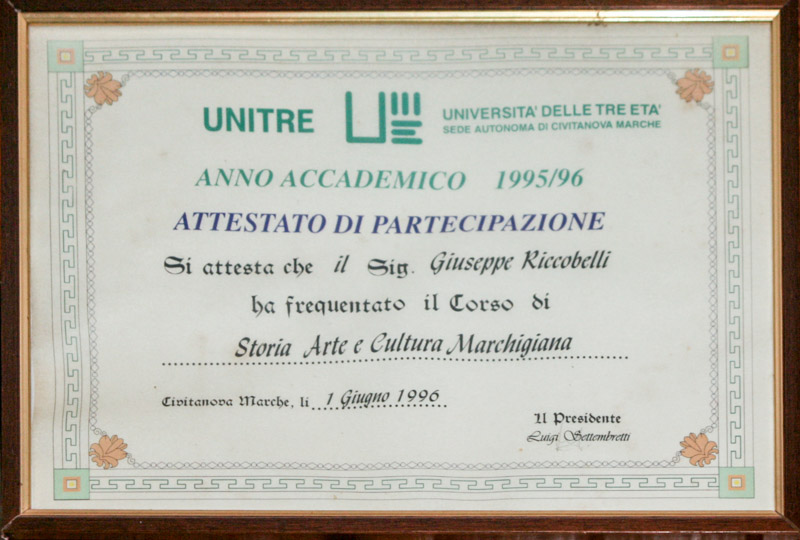 UNITRE
UNIVERSITA' DELLE TRE ETA'
SEDE AUTONOMA DI CIVITANOVA MARCHE
ANNO ACCADEMICO 1995/96
ATTESTATO DI PARTECIPAZIONE
Si attesta che il Sig. Giuseppe Riccobelli
ha frequentato il Corso di
Storia Arte e Cultura Marchigiana
Civitanova Marche, li 1 Giugno 1996
Il Presidente
Luigi Settembretti